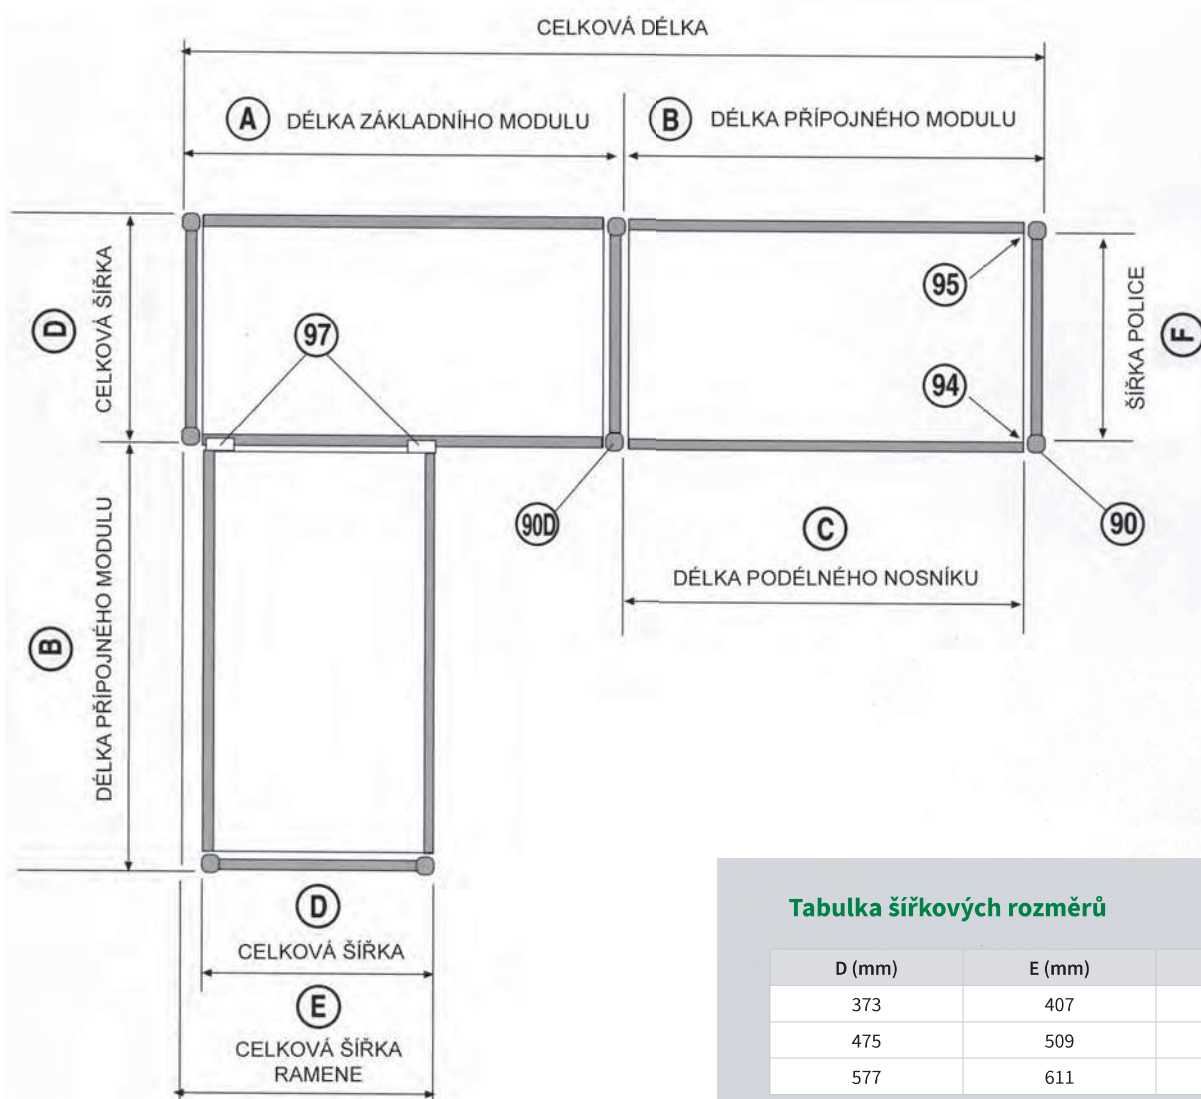 CELKOVÁ DÉLKA
A DÉLKA ZÁKLADNÍHO MODULU
B DÉLKA PŘÍPOJNÉHO MODULU
D CELKOVÁ ŠÍŘKA
97
95
94
ŠÍŘKA POLICE F
90D
90
C
DÉLKA PODÉLNÉHO NOSNÍKU
B DÉLKA PŘÍPOJNÉHO MODULU
D
CELKOVÁ ŠÍŘKA
E
CELKOVÁ ŠÍŘKA
RAMENE
Tabulka šířkových rozměrů
D (mm) E (mm)
373 407
475 509
577 611